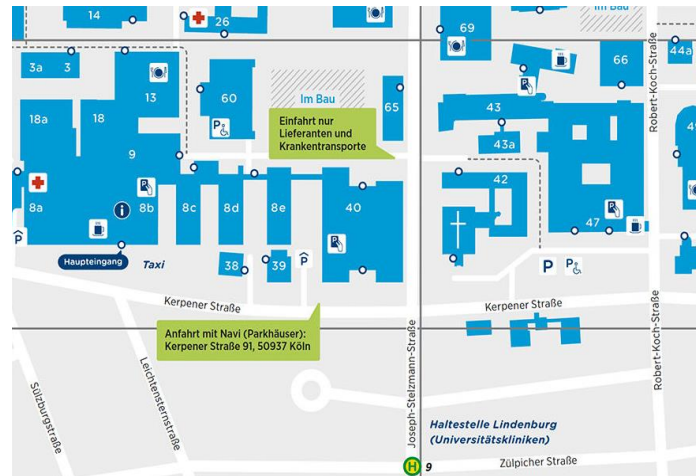 14
26
Im Bau
69
66
44a
3a
3
13
60
P
Im Bau
65
43
43a
18a
18
9
Einfahrt nur
Lieferanten und
Krankentransporte
8a
i
8b
8c
8d
8e
40
42
47
P
Haupteingang
Taxi
38
39
P
P
P
Kerpener Straße
Kerpener Straße
Anfahrt mit Navi (Parkhäuser):
Kerpener Straße 91, 50937 Köln
Robert-Koch-Straße
Robert-Koch-Straße
Joseph-Stelzmann-Straße
Leichtensternstraße
Sülzburgstraße
Haltestelle Lindenburg
(Universitätskliniken)
H 9
Zülpicher Straße